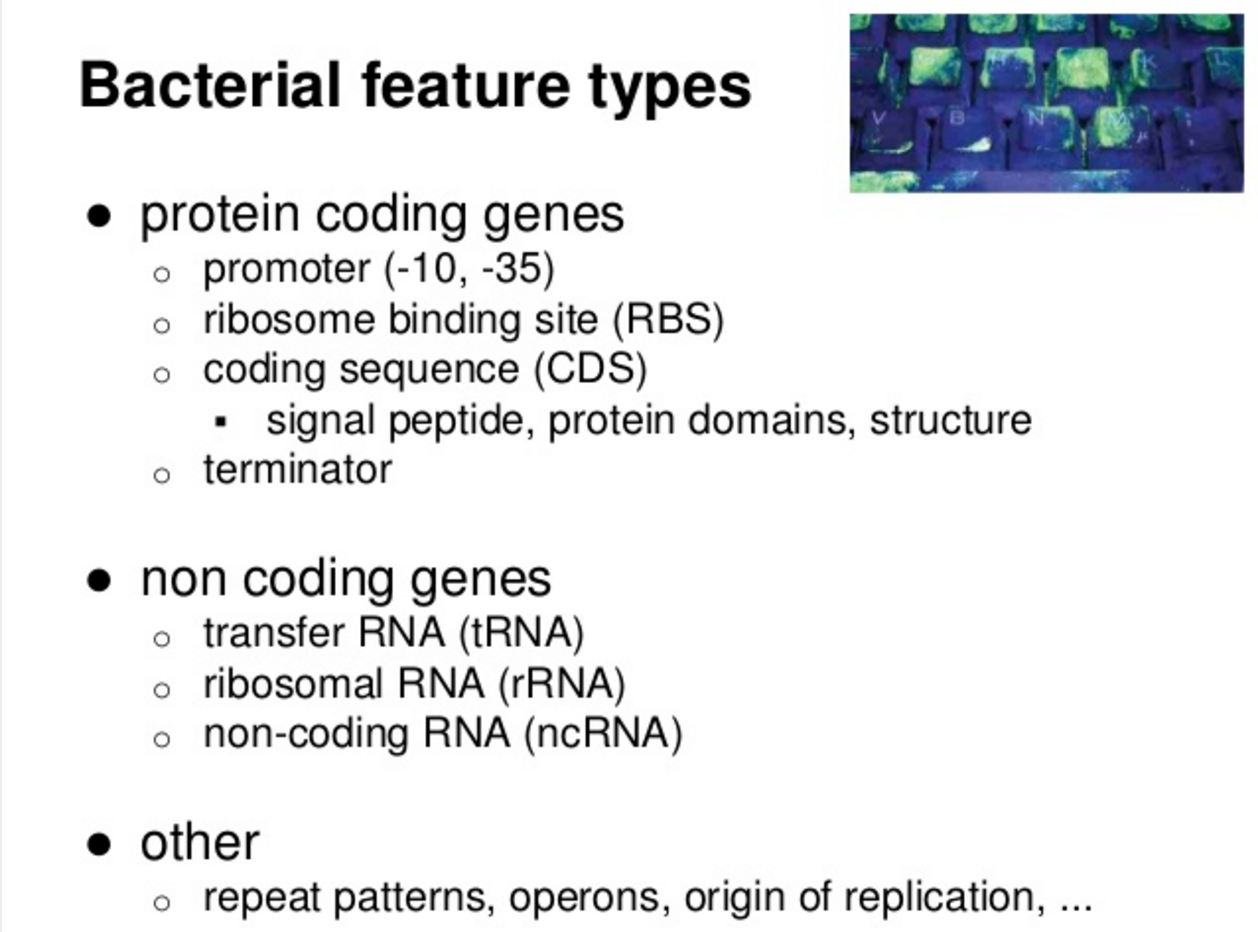 Bacterial feature types
● protein coding genes
○ promoter (-10, -35)
○ ribosome binding site (RBS)
○ coding sequence (CDS)
▪ signal peptide, protein domains, structure
○ terminator
● non coding genes
○ transfer RNA (tRNA)
○ ribosomal RNA (rRNA)
○ non-coding RNA (ncRNA)
● other
○ repeat patterns, operons, origin of replication, ...
H K L
V B N M ;